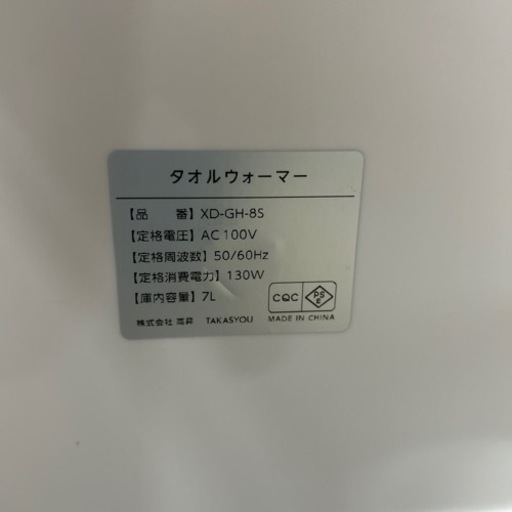 タオルウォーマー
【品　　番】XD-GH-8S
【定格電圧】AC100V
【定格周波数】50/60Hz
【定格消費電力】130W
【庫内容量】7L
CQC PSE
株式会社 高昇 TAKASYOU MADE IN CHINA